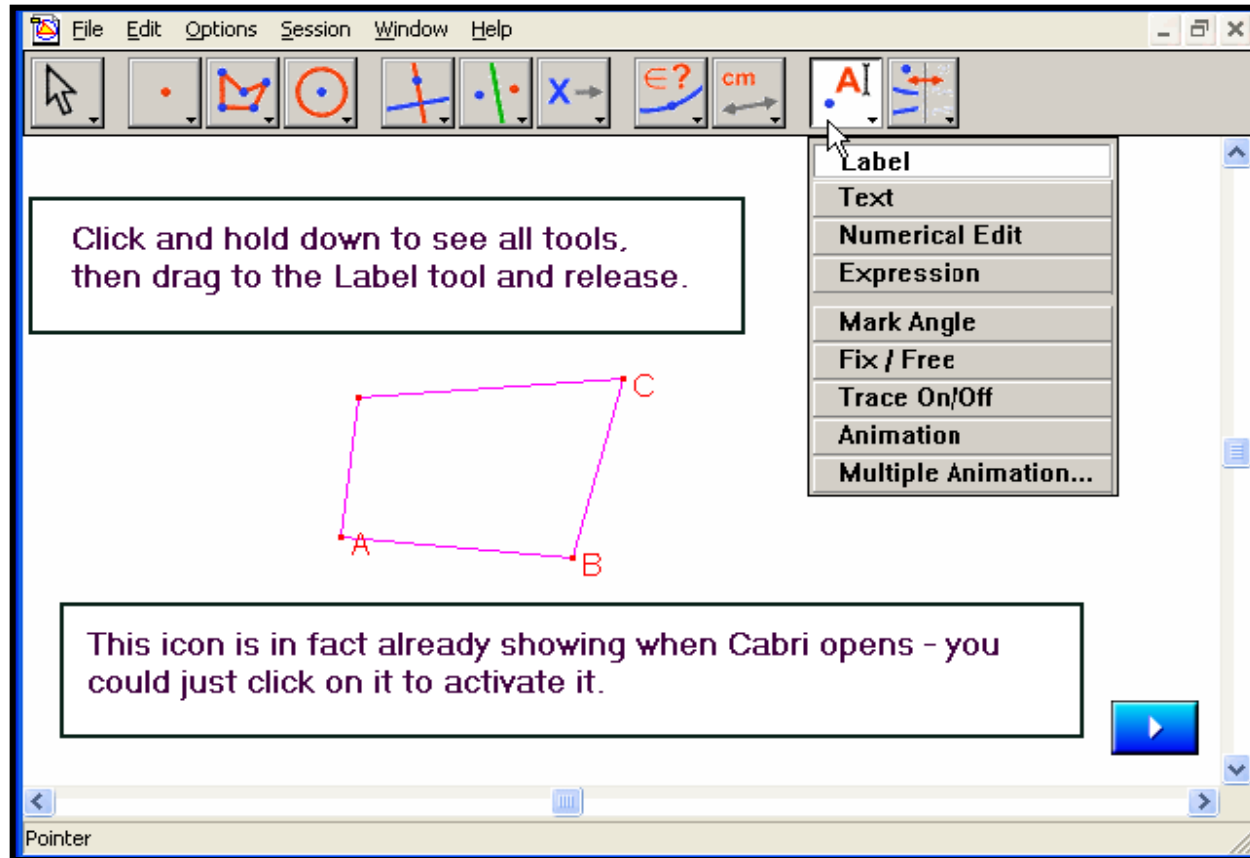 File Edit Options Session Window Help
X
∈?
cm
A
Label
Text
Numerical Edit
Expression
Mark Angle
Fix / Free
Trace On/Off
Animation
Multiple Animation...
Click and hold down to see all tools,
then drag to the Label tool and release.
C
A
B
This icon is in fact already showing when Cabri opens - you
could just click on it to activate it.
Pointer